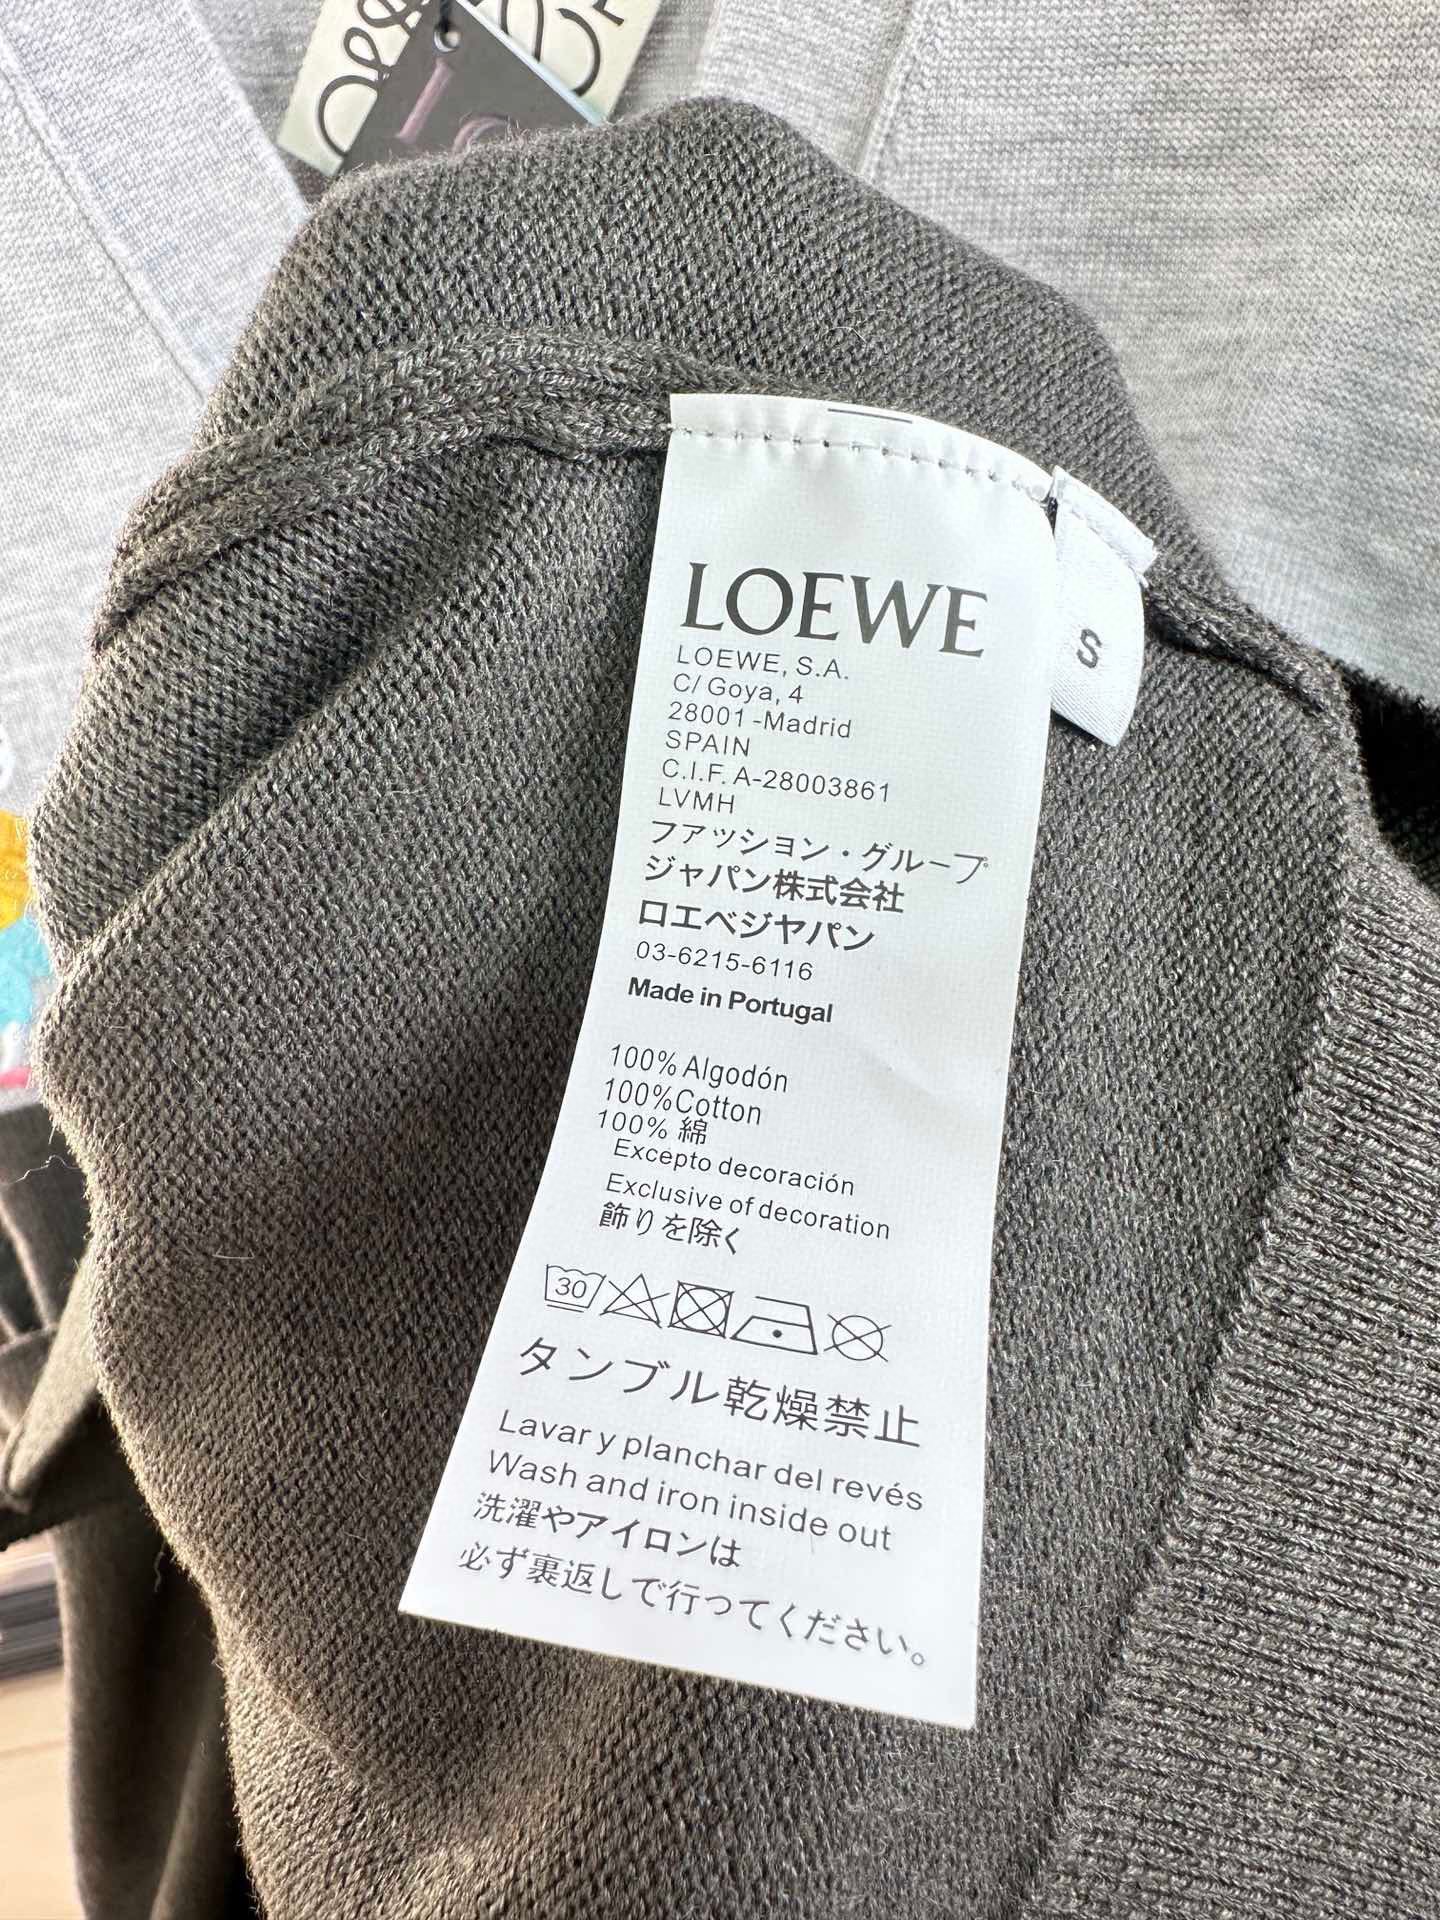 LOEWE
S
LOEWE, S.A.
C/ Goya, 4
28001 -Madrid
SPAIN
C.I.F. A-28003861
LVMH
ファッション・グループ
ジャパン株式会社
ロエベジヤパン
03-6215-6116
Made in Portugal
100% Algodón
100%Cotton
100% 綿
Excepto decoración
Exclusive of decoration
飾りを除く
30
タンブル乾燥禁止
Lavar y planchar del revés
Wash and iron inside out
洗濯やアイロンは
必ず裏返しで行ってください。